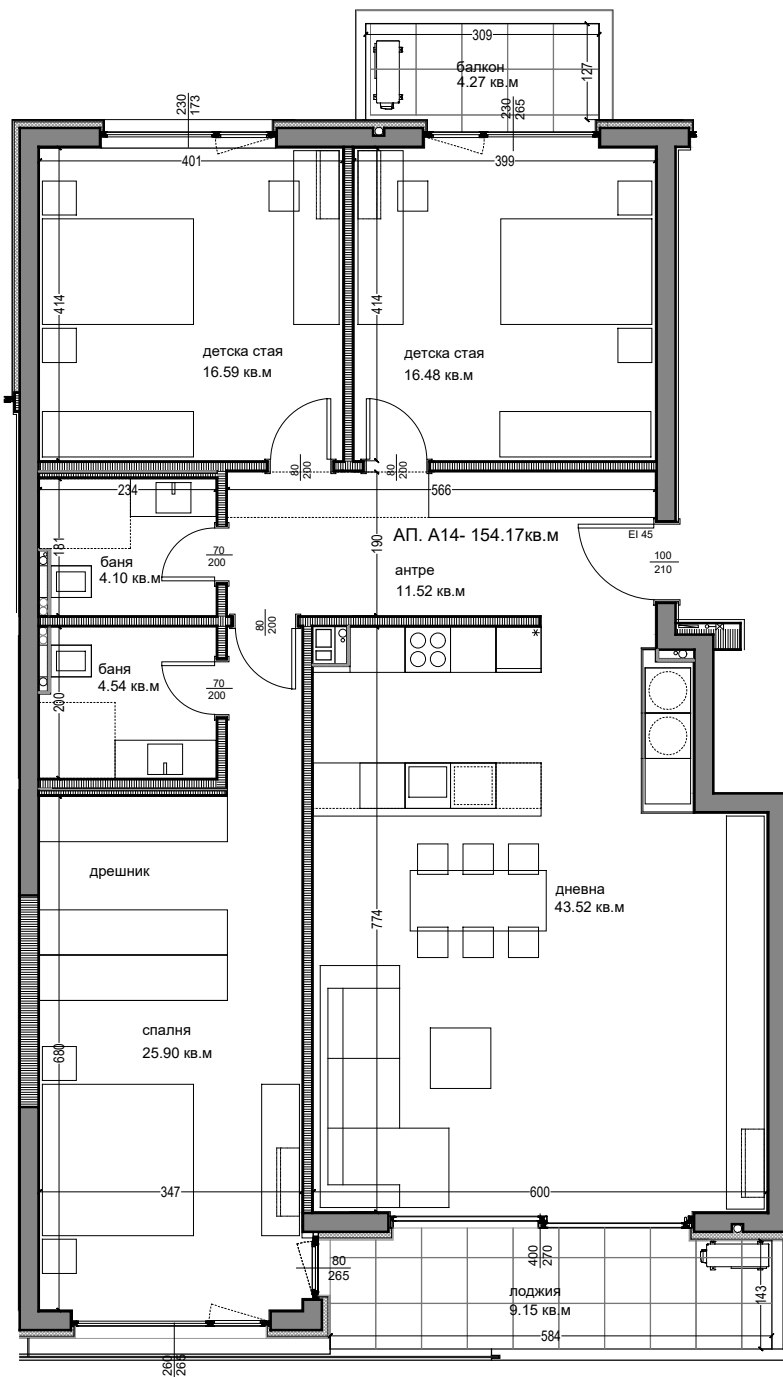 309
балкон
4.27 кв.м
127
230
173
230
265
401
399
414
414
детска стая
16.59 кв.м
детска стая
16.48 кв.м
80
200
80
200
234
566
АП. А14- 154.17кв.м
EI 45
181
190
баня
4.10 кв.м
70
200
антре
11.52 кв.м
100
210
80
200
*
баня
4.54 кв.м
200
70
200
дрешник
774
дневна
43.52 кв.м
спалня
25.90 кв.м
680
347
600
80
265
400
270
лоджия
9.15 кв.м
143
584
260
265